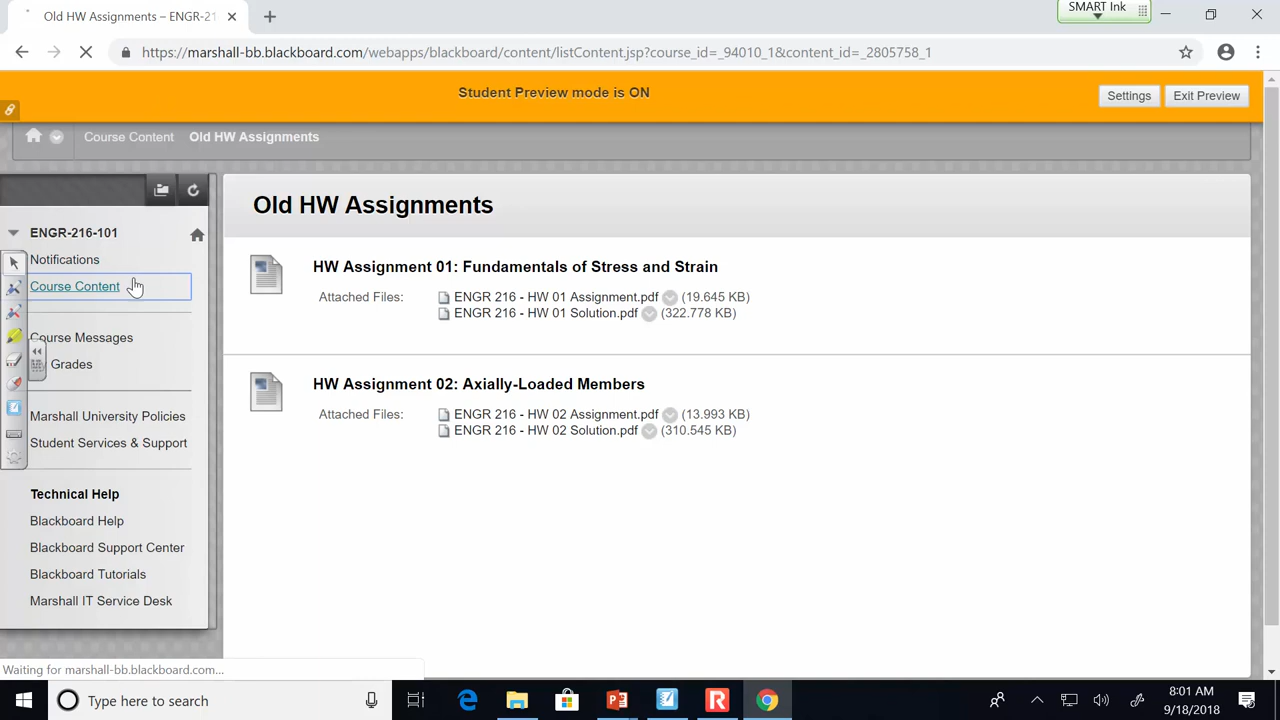 Old HW Assignments – ENGR-21
SMART Ink
https://marshall-bb.blackboard.com/webapps/blackboard/content/listContent.jsp?course_id=_94010_1&content_id=_2805758_1
Student Preview mode is ON
Settings
Exit Preview
Course Content
Old HW Assignments
ENGR-216-101
Notifications
Course Content
Course Messages
Grades
Marshall University Policies
Student Services & Support
Technical Help
Blackboard Help
Blackboard Support Center
Blackboard Tutorials
Marshall IT Service Desk
Old HW Assignments
HW Assignment 01: Fundamentals of Stress and Strain
Attached Files: ENGR 216 - HW 01 Assignment.pdf (19.645 KB)
ENGR 216 - HW 01 Solution.pdf (322.778 KB)
HW Assignment 02: Axially-Loaded Members
Attached Files: ENGR 216 - HW 02 Assignment.pdf (13.993 KB)
ENGR 216 - HW 02 Solution.pdf (310.545 KB)
Waiting for marshall-bb.blackboard.com...
Type here to search
8:01 AM
9/18/2018